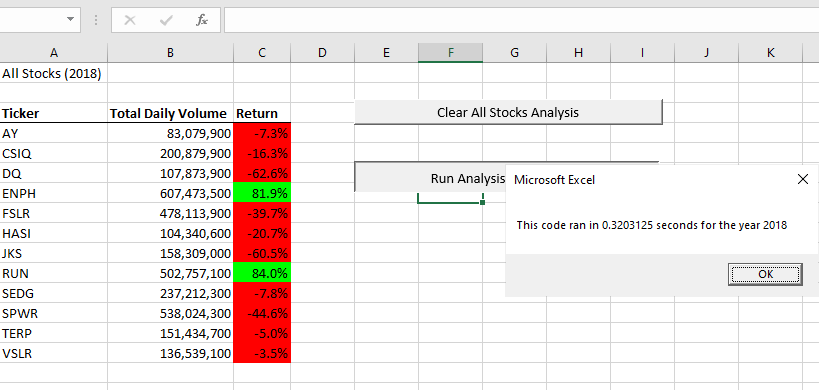 fx
A B C D E F G H I J K
All Stocks (2018)
Ticker Total Daily Volume Return
Clear All Stocks Analysis
AY 83,079,900 -7.3%
CSIQ 200,879,900 -16.3%
DQ 107,873,900 -62.6%
Run Analysis
Microsoft Excel
ENPH 607,473,500 81.9%
FSLR 478,113,900 -39.7%
This code ran in 0.3203125 seconds for the year 2018
HASI 104,340,600 -20.7%
JKS 158,309,000 -60.5%
RUN 502,757,100 84.0%
OK
SEDG 237,212,300 -7.8%
SPWR 538,024,300 -44.6%
TERP 151,434,700 -5.0%
VSLR 136,539,100 -3.5%